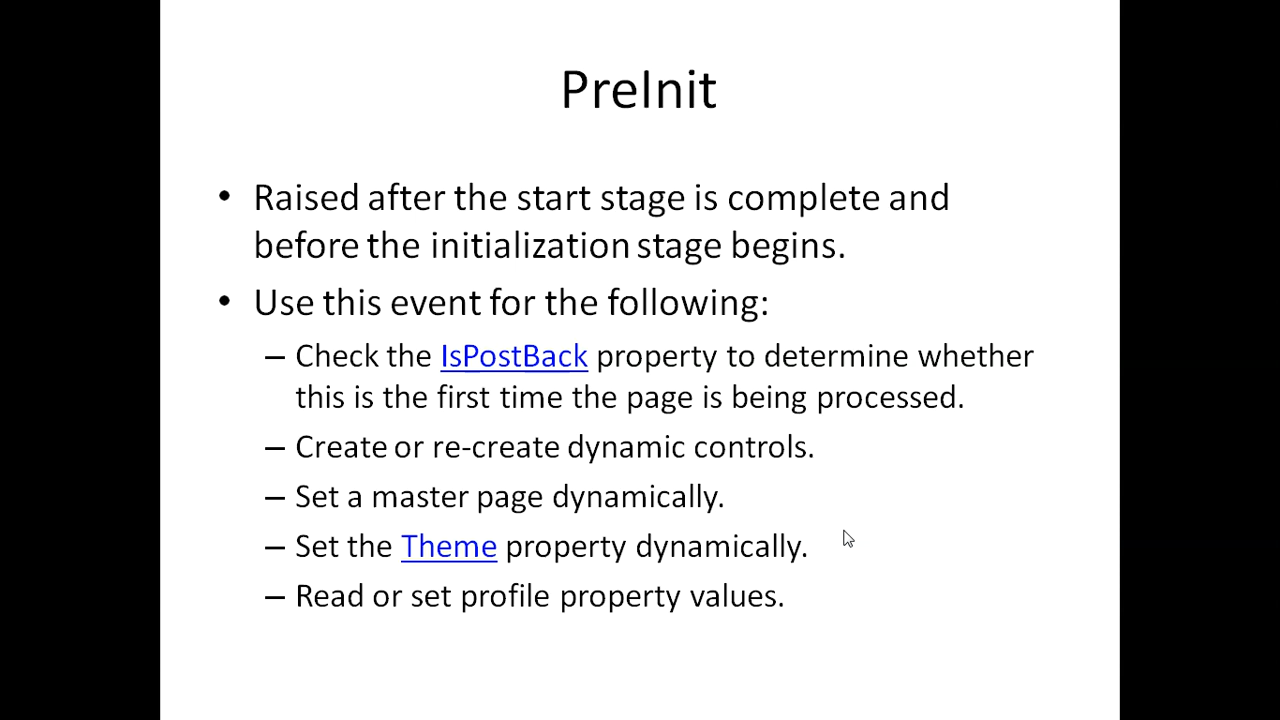 PreInit
• Raised after the start stage is complete and
before the initialization stage begins.
• Use this event for the following:
– Check the IsPostBack property to determine whether
this is the first time the page is being processed.
– Create or re-create dynamic controls.
– Set a master page dynamically.
– Set the Theme property dynamically.
– Read or set profile property values.